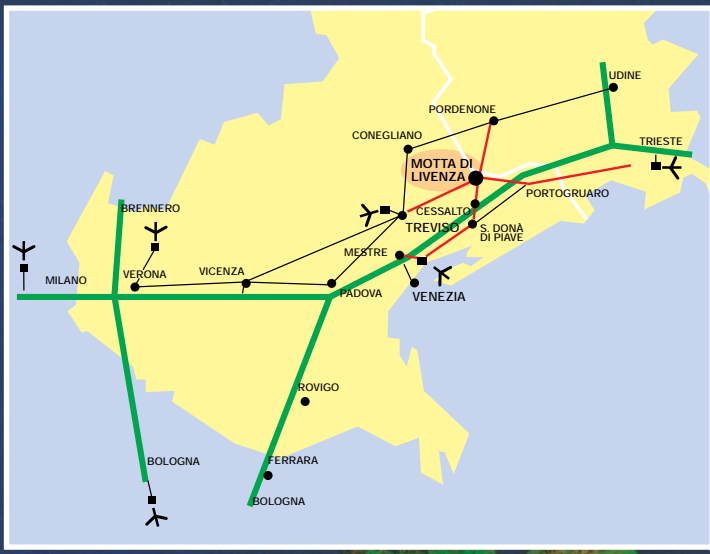 UDINE
PORDENONE
CONEGLIANO
TRIESTE
MOTTA DI
LIVENZA
PORTOGRUARO
BRENNERO
CESSALTO
TREVISO
S. DONÀ
DI PIAVE
MESTRE
VICENZA
VERONA
MILANO
PADOVA
VENEZIA
ROVIGO
BOLOGNA
FERRARA
BOLOGNA